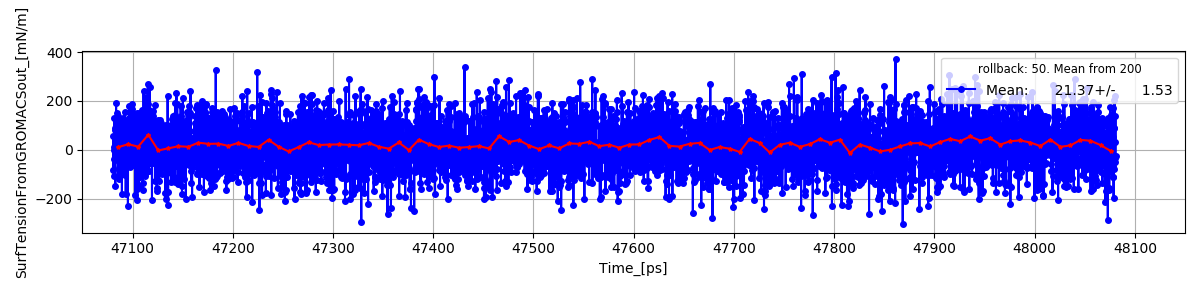 SurfTensionFromGROMACSout_[mN/m]
400
200
0
−200
rollback: 50. Mean from 200
Mean: 21.37+/- 1.53
47100 47200 47300 47400 47500 47600 47700 47800 47900 48000 48100
Time_[ps]